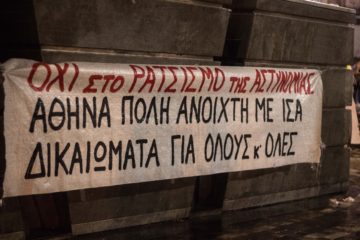 ΟΧΙ ΣΤΟ ΡΑΤΣΙΣΜΟ ΤΗΣ ΑΣΤΥΝΟΜΙΑΣ
ΑΘΗΝΑ ΠΟΛΗ ΑΝΟΙΧΤΗ ΜΕ ΙΣΑ
ΔΙΚΑΙΩΜΑΤΑ ΓΙΑ ΟΛΟΥΣ κ' ΟΛΕΣ